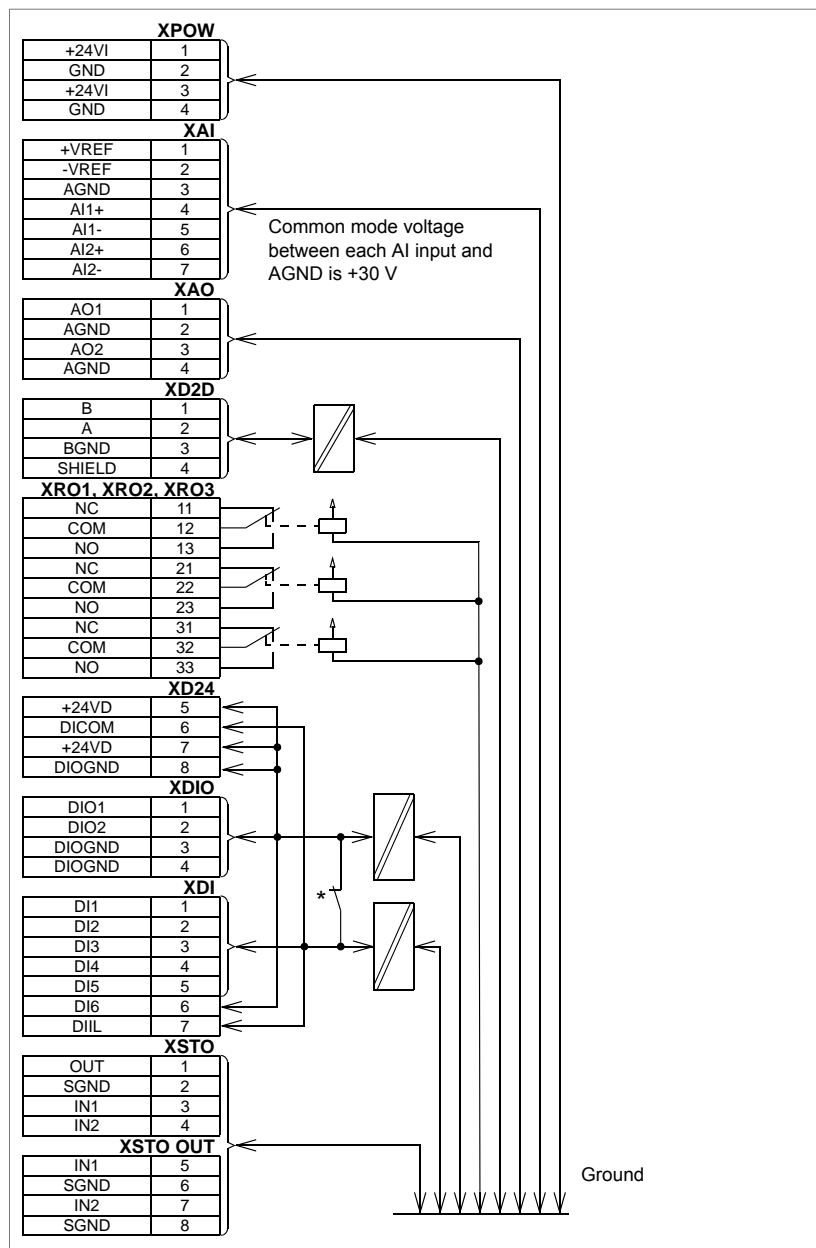 XPOW
+24VI 1
GND 2
+24VI 3
GND 4
XAI
+VREF 1
-VREF 2
AGND 3
AI1+ 4
AI1- 5
AI2+ 6
AI2- 7
Common mode voltage
between each AI input and
AGND is +30 V
XAO
AO1 1
AGND 2
AO2 3
AGND 4
XD2D
B 1
A 2
BGND 3
SHIELD 4
XRO1, XRO2, XRO3
NC 11
COM 12
NO 13
NC 21
COM 22
NO 23
NC 31
COM 32
NO 33
XD24
+24VD 5
DICOM 6
+24VD 7
DIOGND 8
XDIO
DIO1 1
DIO2 2
DIOGND 3
DIOGND 4
XDI
DI1 1
DI2 2
DI3 3
DI4 4
DI5 5
DI6 6
DIIL 7
*
XSTO
OUT 1
SGND 2
IN1 3
IN2 4
XSTO OUT
IN1 5
SGND 6
IN2 7
SGND 8
Ground